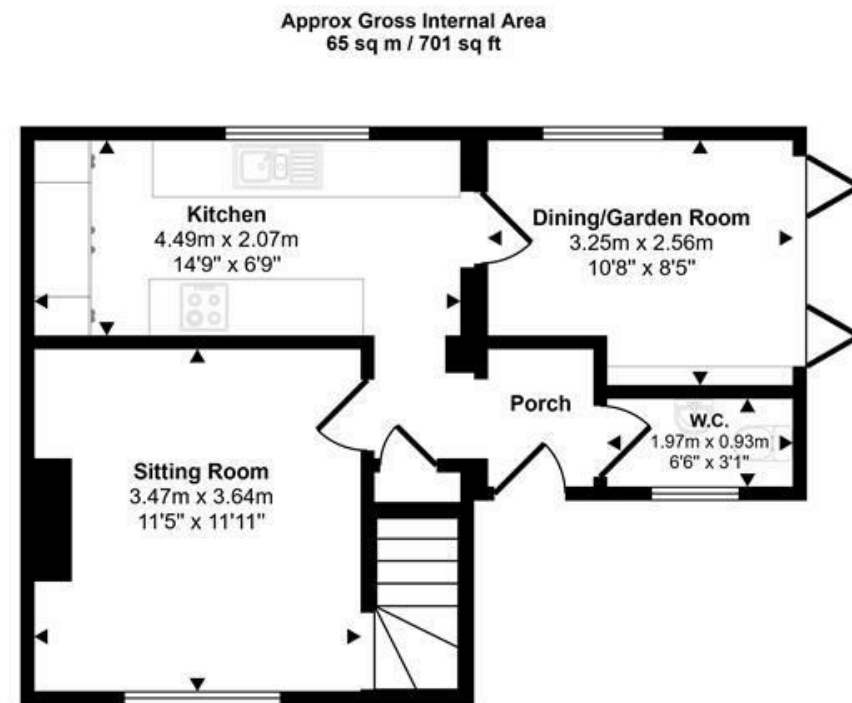 Approx Gross Internal Area
65 sq m / 701 sq ft
Kitchen
4.49m x 2.07m
14'9" x 6'9"
Dining/Garden Room
3.25m x 2.56m
10'8" x 8'5"
Porch
W.C.
1.97m x 0.93m
6'6" x 3'1"
Sitting Room
3.47m x 3.64m
11'5" x 11'11"